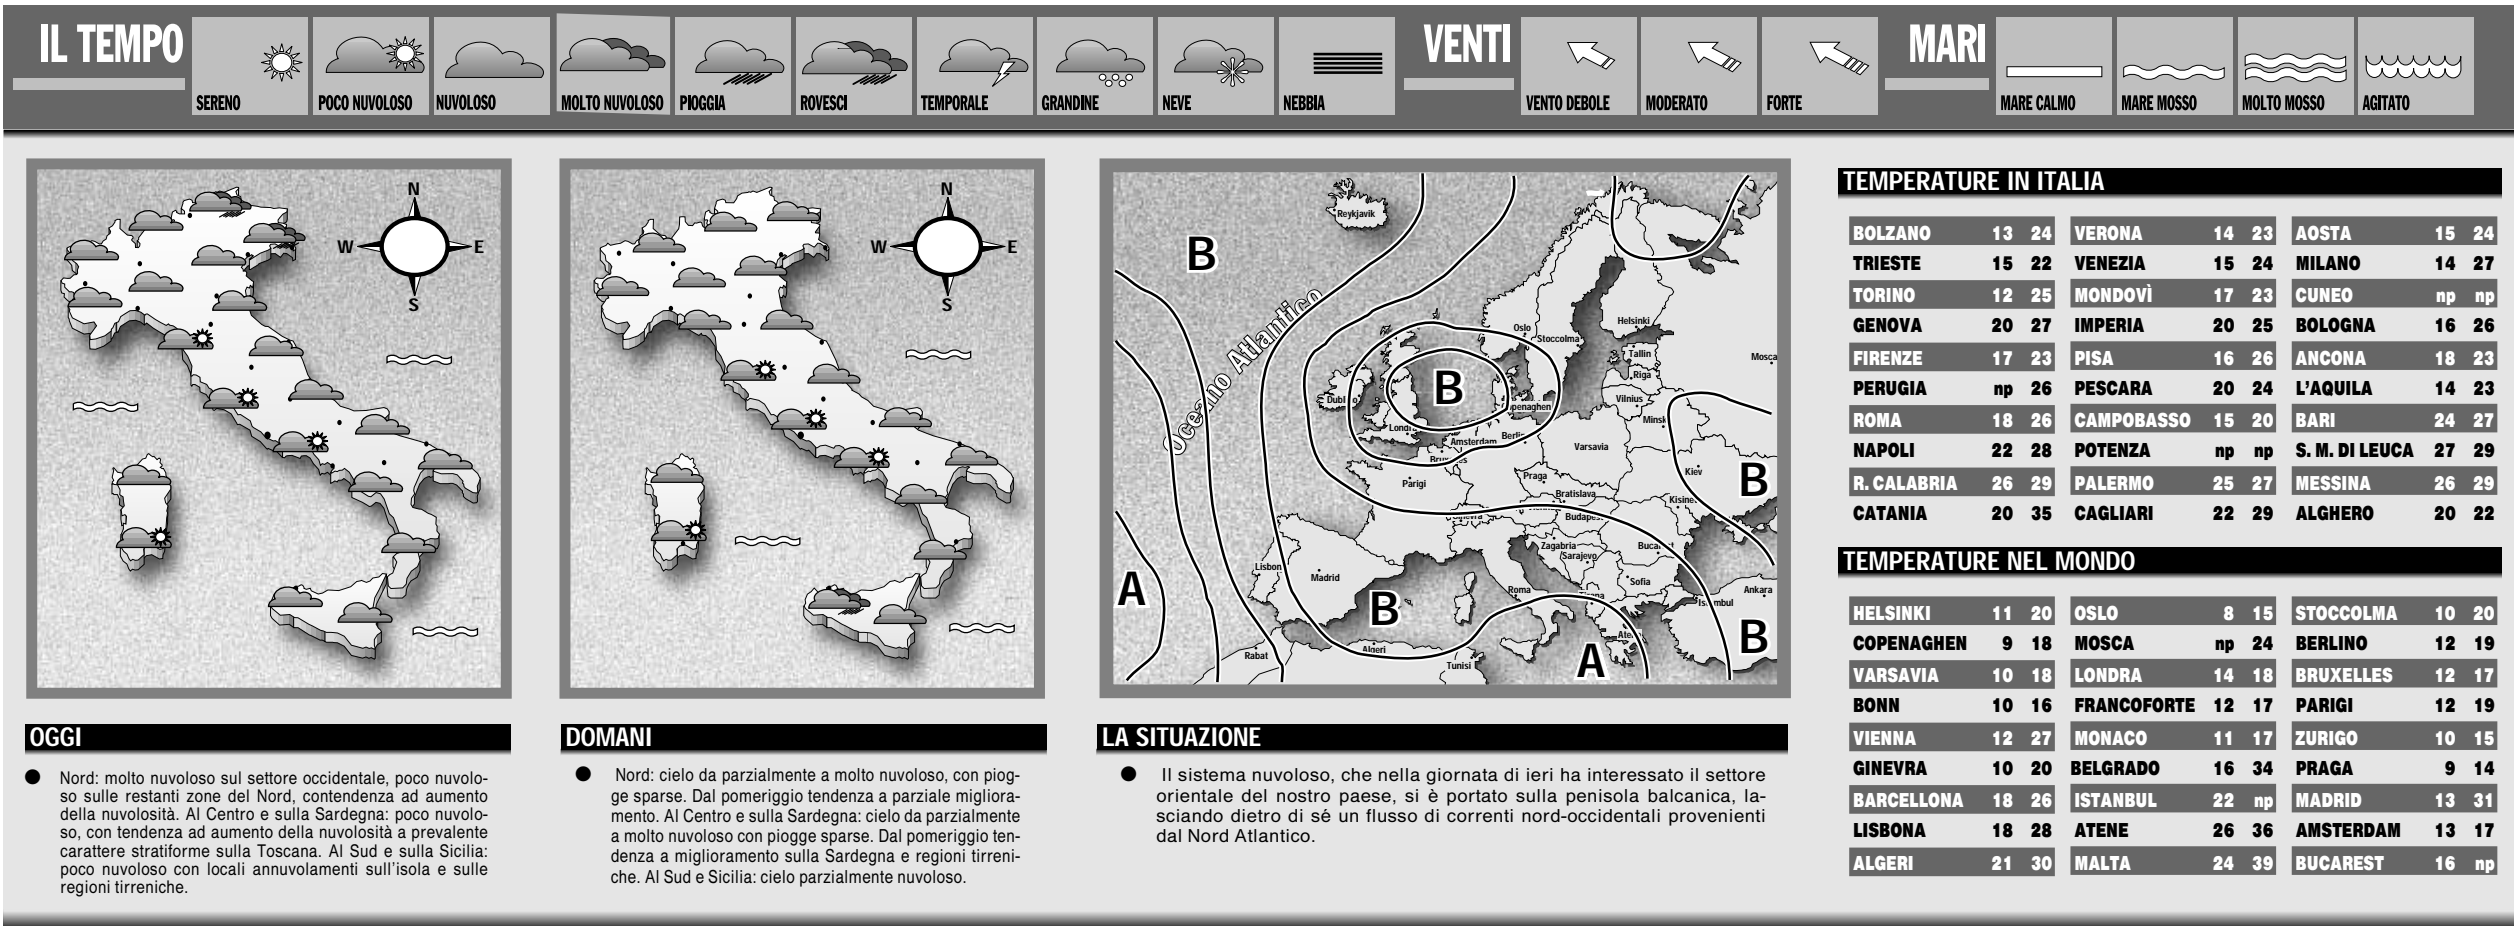 IL TEMPO
SERENO
POCO NUVOLOSO
NUVOLOSO
MOLTO NUVOLOSO
PIOGGIA
ROVESCI
TEMPORALE
GRANDINE
NEVE
NEBBIA
VENTI
VENTO DEBOLE
MODERATO
FORTE
MARI
MARE CALMO
MARE MOSSO
MOLTO MOSSO
AGITATO
N
W
E
S
N
W
E
S
Reykjavik
B
Oceano Atlantico
Oslo
Stoccolma
Helsinki
Tallin
Riga
Mosca
Vilnius
Minsk
B
Dublino
Londra
Amsterdam
Berlino
Varsavia
Kiev
B
Parigi
Praga
Bratislava
Budapest
Ginevra
Zagabria
Sarajevo
Bucarest
Lisbona
Madrid
Roma
Sofia
Tirana
Istambul
Ankara
A
B
B
Rabat
Algeri
Tunisi
A
OGGI
● Nord: molto nuvoloso sul settore occidentale, poco nuvolo-
so sulle restanti zone del Nord, contendenza ad aumento
della nuvolosità. Al Centro e sulla Sardegna: poco nuvolo-
so, con tendenza ad aumento della nuvolosità a prevalente
carattere stratiforme sulla Toscana. Al Sud e sulla Sicilia:
poco nuvoloso con locali annuvolamenti sull'isola e sulle
regioni tirreniche.
DOMANI
● Nord: cielo da parzialmente a molto nuvoloso, con piog-
ge sparse. Dal pomeriggio tendenza a parziale migliora-
mento. Al Centro e sulla Sardegna: cielo da parzialmente
a molto nuvoloso con piogge sparse. Dal pomeriggio ten-
denza a miglioramento sulla Sardegna e regioni tirreni-
che. Al Sud e Sicilia: cielo parzialmente nuvoloso.
LA SITUAZIONE
● Il sistema nuvoloso, che nella giornata di ieri ha interessato il settore
orientale del nostro paese, si è portato sulla penisola balcanica, la-
sciando dietro di sé un flusso di correnti nord-occidentali provenienti
dal Nord Atlantico.
TEMPERATURE IN ITALIA
BOLZANO 13 24 VERONA 14 23 AOSTA 15 24
TRIESTE 15 22 VENEZIA 15 24 MILANO 14 27
TORINO 12 25 MONDOVÌ 17 23 CUNEO np np
GENOVA 20 27 IMPERIA 20 25 BOLOGNA 16 26
FIRENZE 17 23 PISA 16 26 ANCONA 18 23
PERUGIA np 26 PESCARA 20 24 L'AQUILA 14 23
ROMA 18 26 CAMPOBASSO 15 20 BARI 24 27
NAPOLI 22 28 POTENZA np np S. M. DI LEUCA 27 29
R. CALABRIA 26 29 PALERMO 25 27 MESSINA 26 29
CATANIA 20 35 CAGLIARI 22 29 ALGHERO 20 22
TEMPERATURE NEL MONDO
HELSINKI 11 20 OSLO 8 15 STOCCOLMA 10 20
COPENAGHEN 9 18 MOSCA np 24 BERLINO 12 19
VARSAVIA 10 18 LONDRA 14 18 BRUXELLES 12 17
BONN 10 16 FRANCOFORTE 12 17 PARIGI 12 19
VIENNA 12 27 MONACO 11 17 ZURIGO 10 15
GINEVRA 10 20 BELGRADO 16 34 PRAGA 9 14
BARCELLONA 18 26 ISTANBUL 22 np MADRID 13 31
LISBONA 18 28 ATENE 26 36 AMSTERDAM 13 17
ALGERI 21 30 MALTA 24 39 BUCAREST 16 np